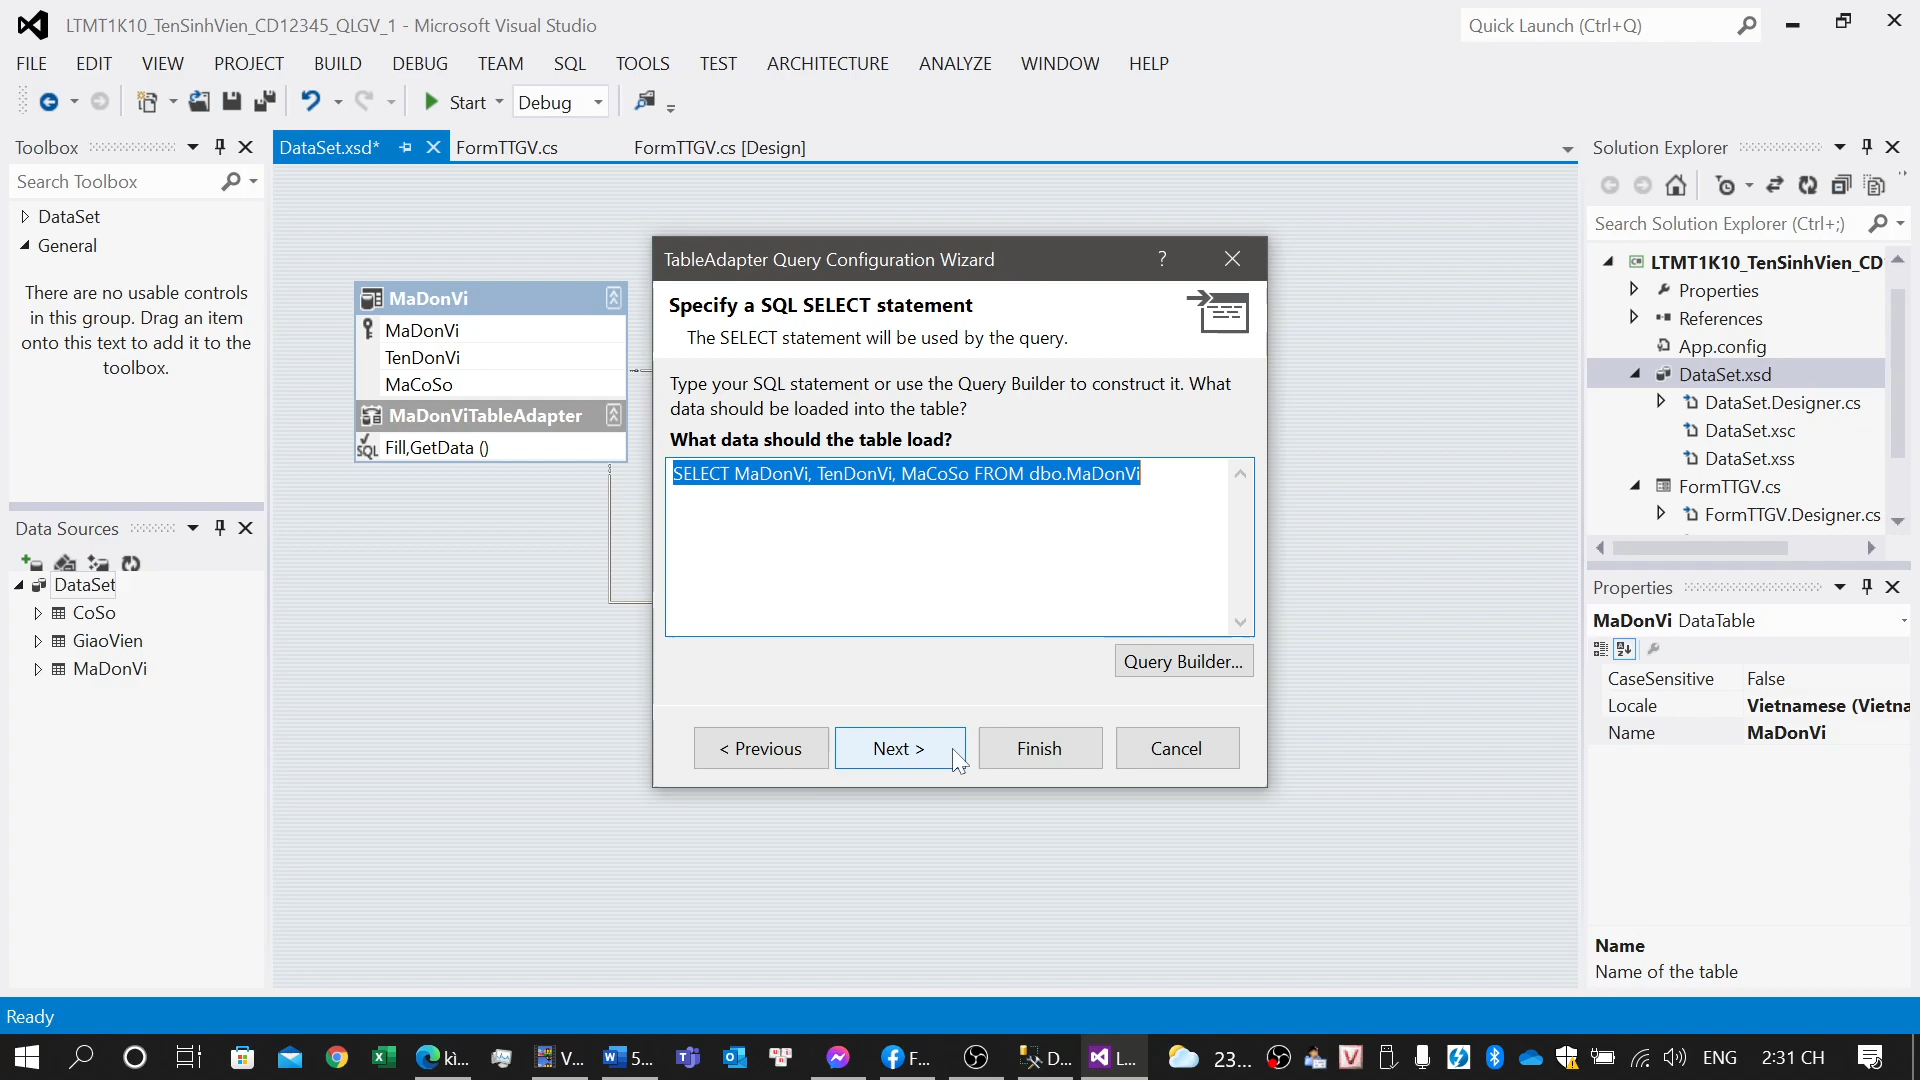 LTMT1K10_TenSinhVien_CD12345_QLGV_1 - Microsoft Visual Studio
Quick Launch (Ctrl+Q)
FILE EDIT VIEW PROJECT BUILD DEBUG TEAM SQL TOOLS TEST ARCHITECTURE ANALYZE WINDOW HELP
Start Debug
Toolbox
Search Toolbox
DataSet
General
There are no usable controls
in this group. Drag an item
onto this text to add it to the
toolbox.
Data Sources
DataSet
CoSo
GiaoVien
MaDonVi
DataSet.xsd* FormTTGV.cs FormTTGV.cs [Design]
MaDonVi
MaDonVi
TenDonVi
MaCoSo
MaDonViTableAdapter
SQL Fill,GetData ()
TableAdapter Query Configuration Wizard ?
Specify a SQL SELECT statement
The SELECT statement will be used by the query.
Type your SQL statement or use the Query Builder to construct it. What
data should be loaded into the table?
What data should the table load?
SELECT MaDonVi, TenDonVi, MaCoSo FROM dbo.MaDonVi
Query Builder...
< Previous Next > Finish Cancel
Solution Explorer
Search Solution Explorer (Ctrl+;)
LTMT1K10_TenSinhVien_CD
Properties
References
App.config
DataSet.xsd
DataSet.Designer.cs
DataSet.xsc
DataSet.xss
FormTTGV.cs
FormTTGV.Designer.cs
Properties
MaDonVi DataTable
CaseSensitive False
Locale Vietnamese (Vietna
Name MaDonVi
Name
Name of the table
Ready
kì... V... 5... F... D... L... 23... ENG 2:31 CH